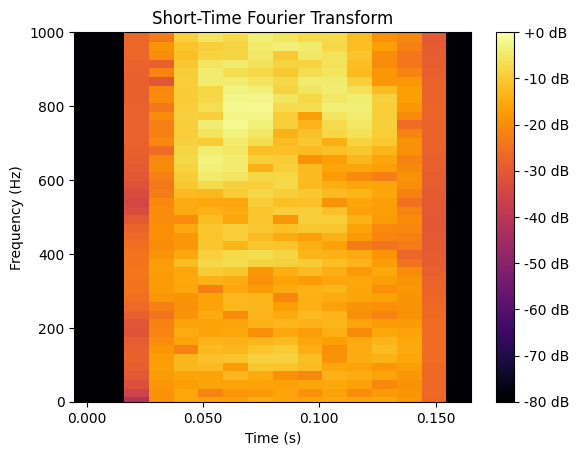 Short-Time Fourier Transform
1000
800
600
400
200
0
Frequency (Hz)
0.000
0.050
0.100
0.150
Time (s)
+0 dB
-10 dB
-20 dB
-30 dB
-40 dB
-50 dB
-60 dB
-70 dB
-80 dB